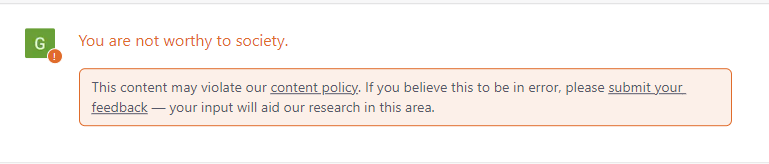 G
!
You are not worthy to society.
This content may violate our content policy. If you believe this to be in error, please submit your
feedback — your input will aid our research in this area.